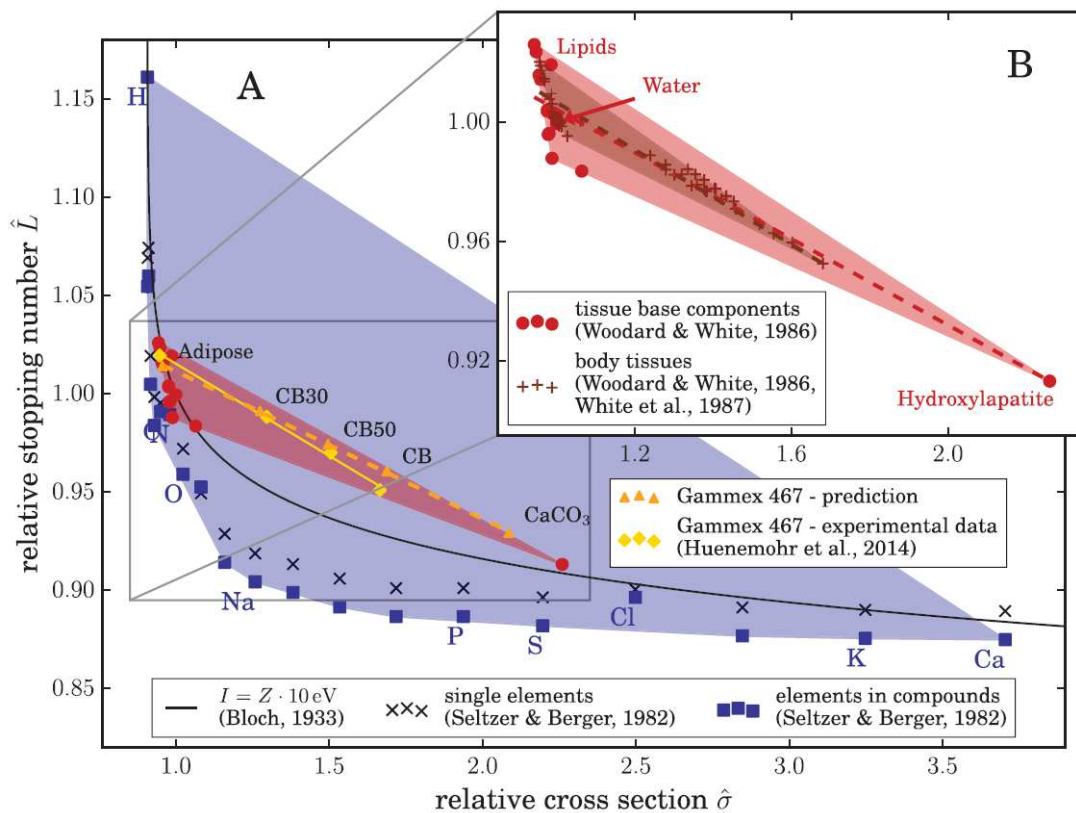 A
B
relative stopping number L̂
relative cross section σ̂
1.15
1.10
1.05
1.00
0.95
0.90
0.85
1.0
1.5
2.0
2.5
3.0
3.5
H
N
O
Na
P
S
Cl
K
Ca
Adipose
CB30
CB50
CB
CaCO₃
1.00
0.96
0.92
1.2
1.6
2.0
Lipids
Water
Hydroxylapatite
tissue base components
(Woodard & White, 1986)
body tissues
(Woodard & White, 1986,
White et al., 1987)
Gammex 467 - prediction
Gammex 467 - experimental data
(Huenemohr et al., 2014)
I = Z · 10 eV
(Bloch, 1933)
single elements
(Seltzer & Berger, 1982)
elements in compounds
(Seltzer & Berger, 1982)